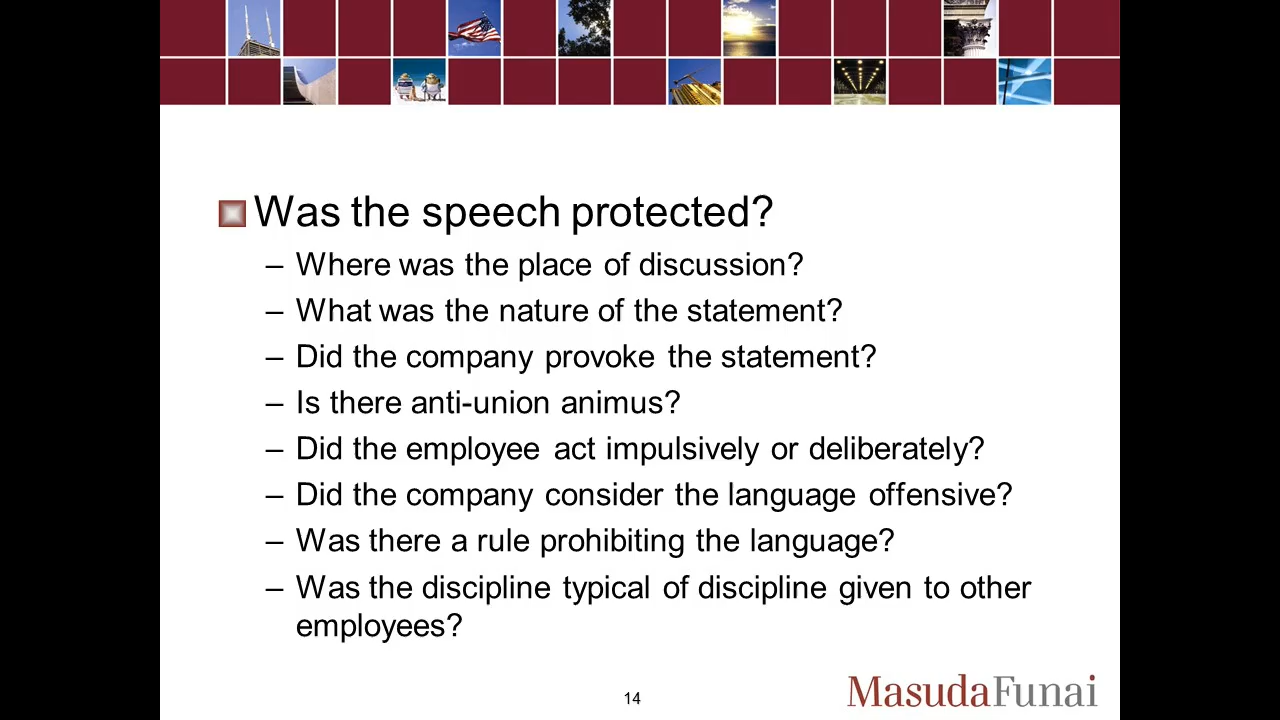 Was the speech protected?
– Where was the place of discussion?
– What was the nature of the statement?
– Did the company provoke the statement?
– Is there anti-union animus?
– Did the employee act impulsively or deliberately?
– Did the company consider the language offensive?
– Was there a rule prohibiting the language?
– Was the discipline typical of discipline given to other
employees?
14
MasudaFunai